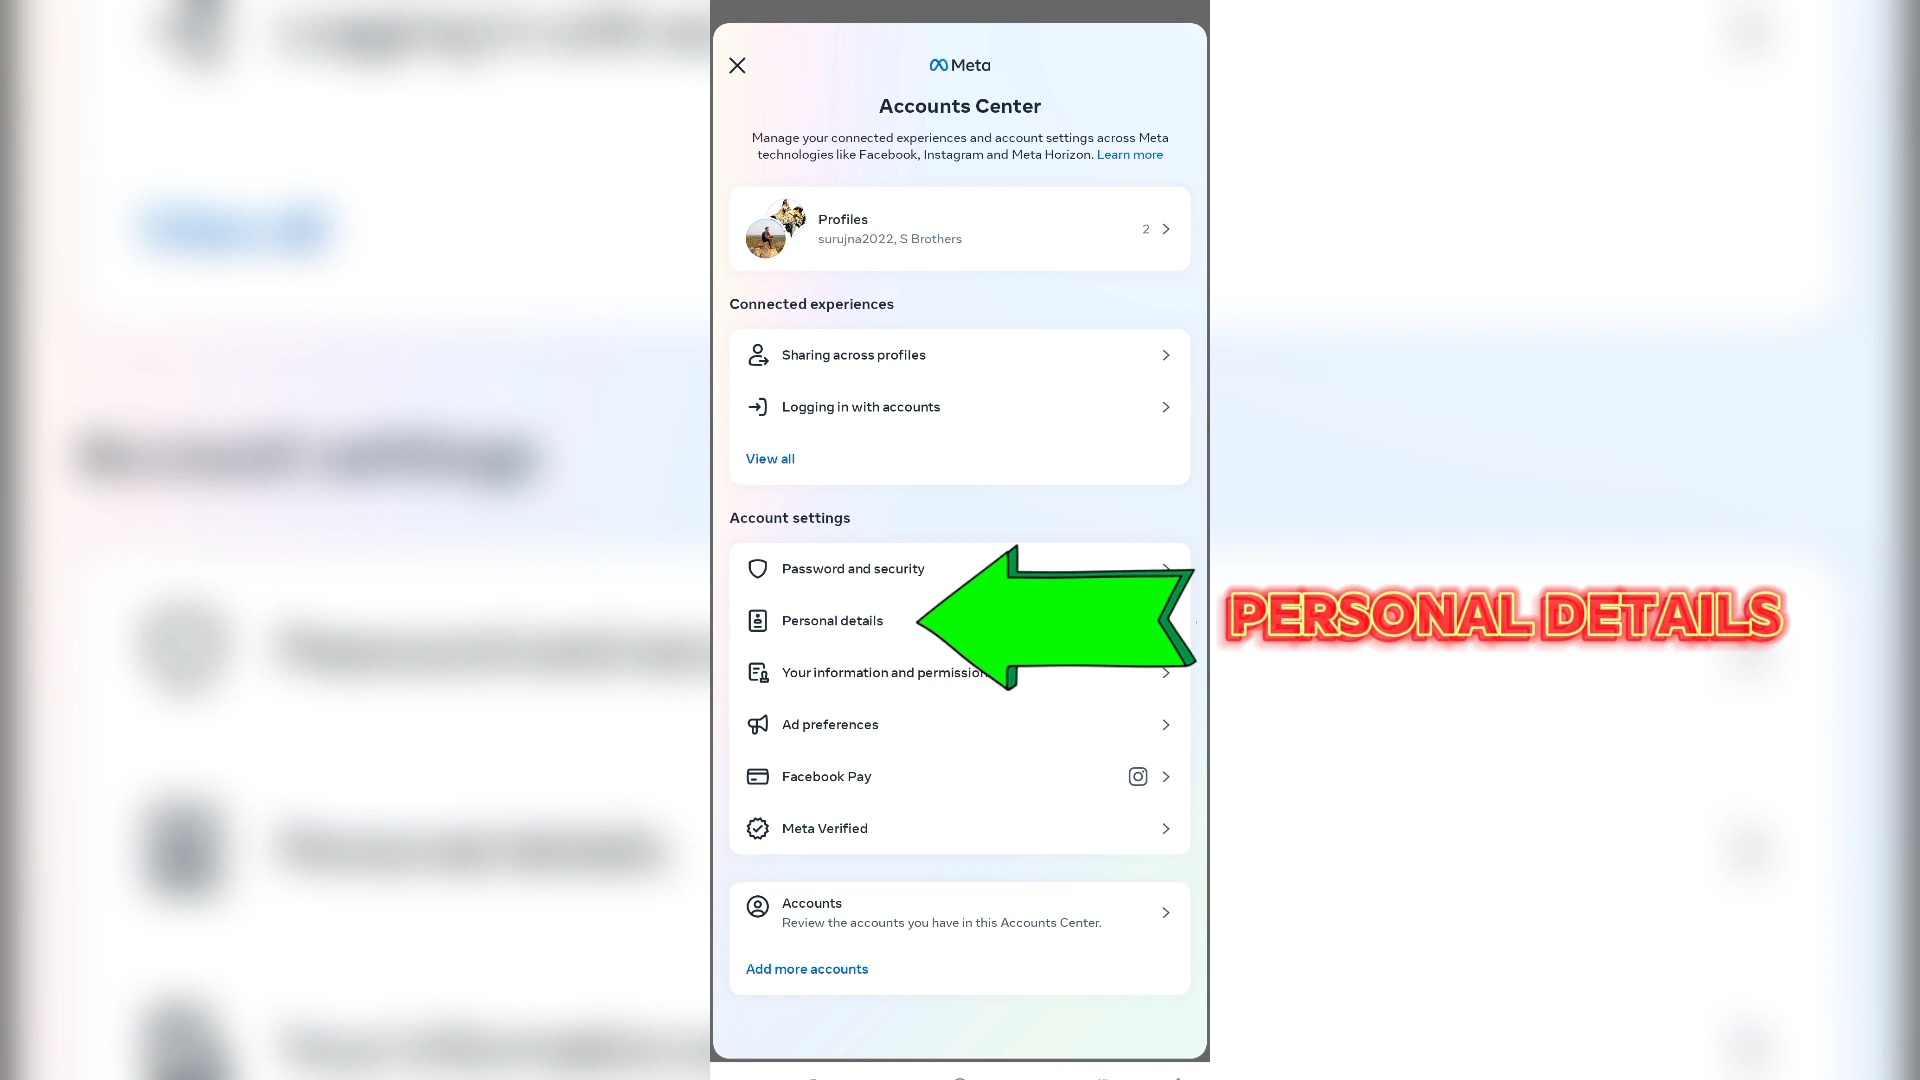 Meta
Accounts Center
Manage your connected experiences and account settings across Meta
technologies like Facebook, Instagram and Meta Horizon. Learn more
Profiles
surujna2022, S Brothers
2
Connected experiences
Sharing across profiles
Logging in with accounts
View all
Account settings
Password and security
Personal details
PERSONAL DETAILS
Your information and permission
Ad preferences
Facebook Pay
Meta Verified
Accounts
Review the accounts you have in this Accounts Center.
Add more accounts